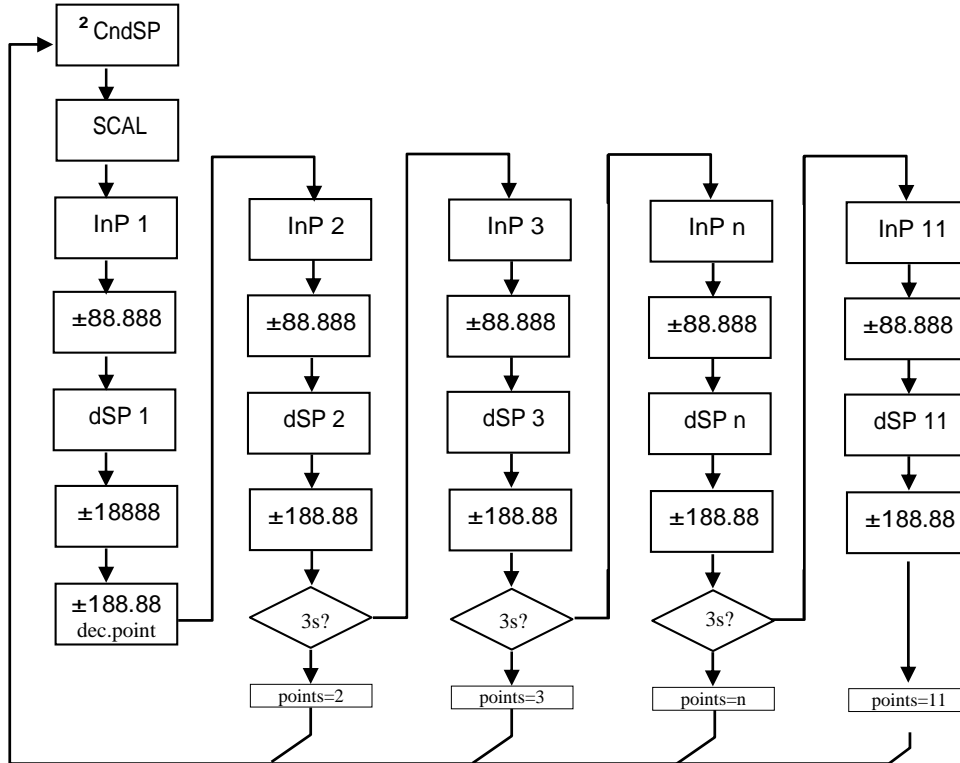 ² CndSP
SCAL
InP 1
±88.888
dSP 1
±18888
±188.88
dec.point
InP 2
±88.888
dSP 2
±188.88
3s?
points=2
InP 3
±88.888
dSP 3
±188.88
3s?
points=3
InP n
±88.888
dSP n
±188.88
3s?
points=n
InP 11
±88.888
dSP 11
±188.88
points=11